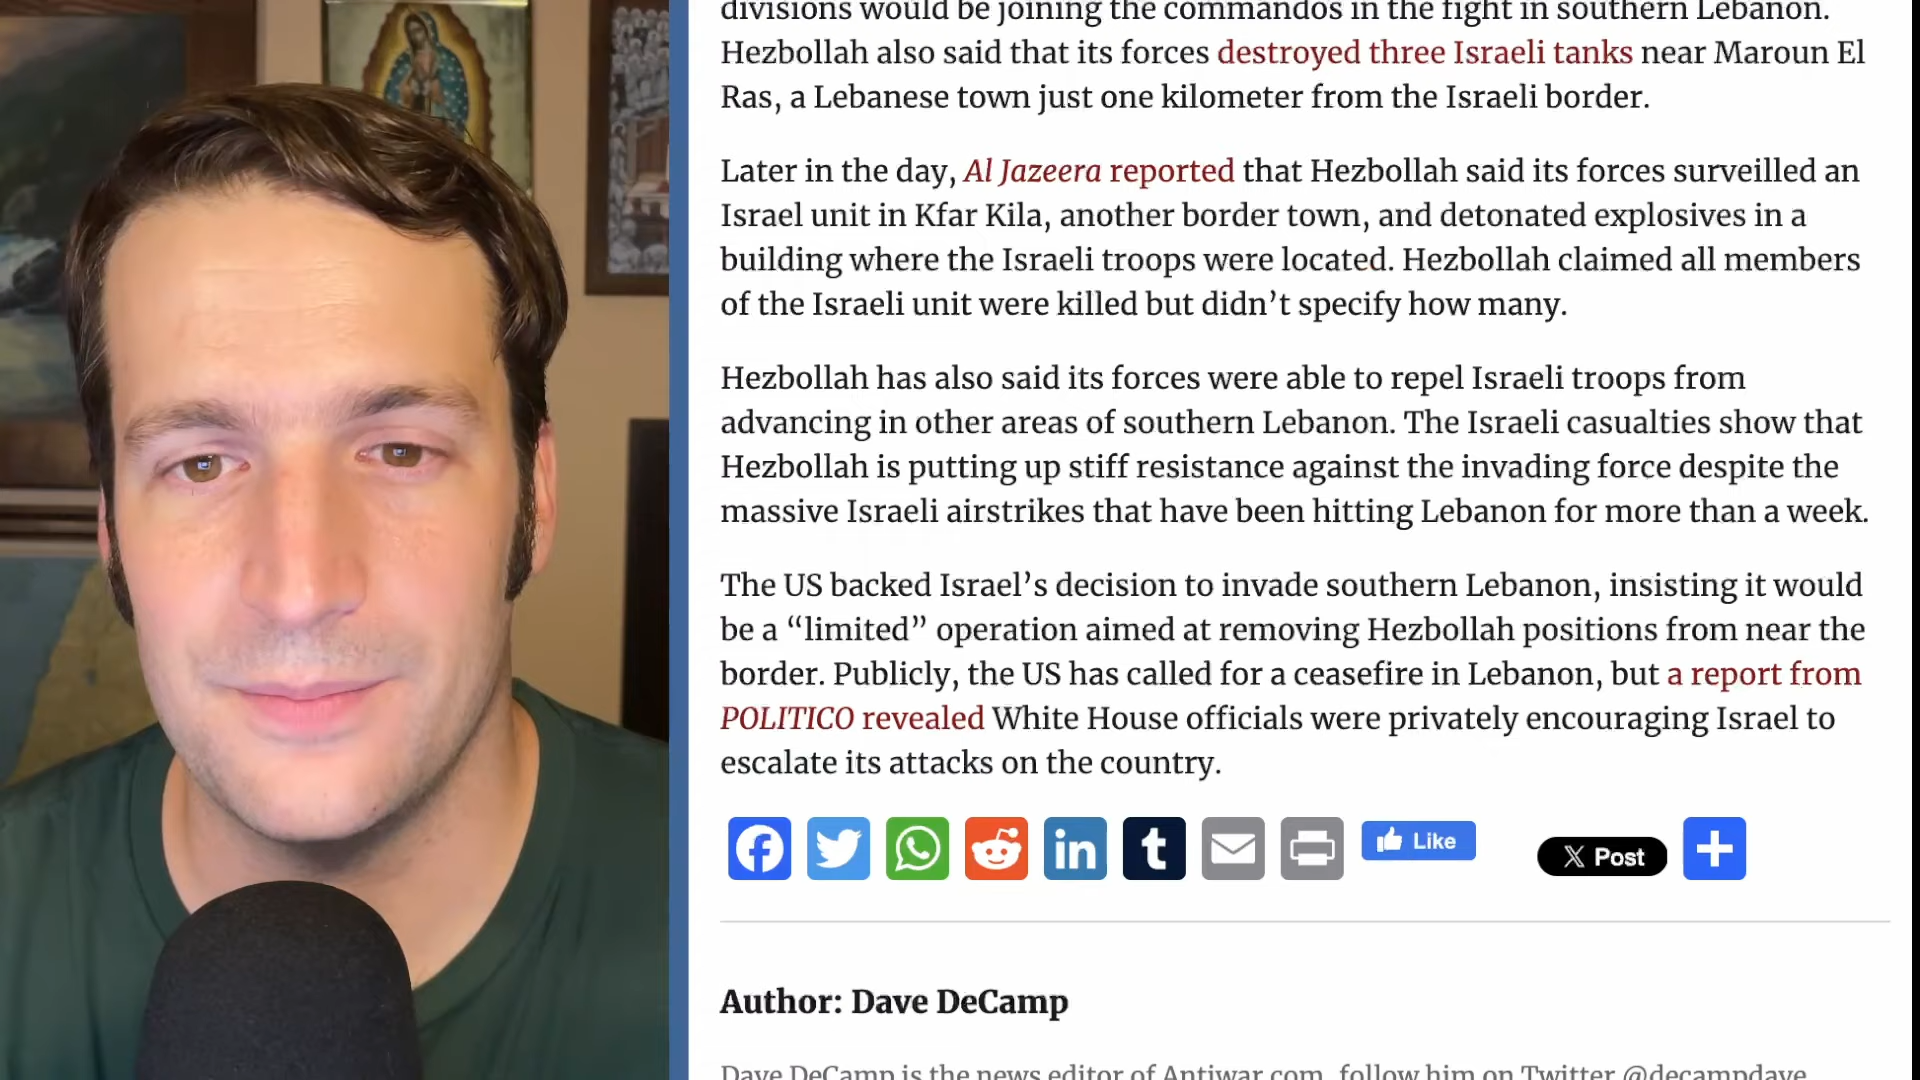 divisions would be joining the commandos in the fight in southern Lebanon.
Hezbollah also said that its forces destroyed three Israeli tanks near Maroun El
Ras, a Lebanese town just one kilometer from the Israeli border.
Later in the day, Al Jazeera reported that Hezbollah said its forces surveilled an
Israel unit in Kfar Kila, another border town, and detonated explosives in a
building where the Israeli troops were located. Hezbollah claimed all members
of the Israeli unit were killed but didn’t specify how many.
Hezbollah has also said its forces were able to repel Israeli troops from
advancing in other areas of southern Lebanon. The Israeli casualties show that
Hezbollah is putting up stiff resistance against the invading force despite the
massive Israeli airstrikes that have been hitting Lebanon for more than a week.
The US backed Israel’s decision to invade southern Lebanon, insisting it would
be a “limited” operation aimed at removing Hezbollah positions from near the
border. Publicly, the US has called for a ceasefire in Lebanon, but a report from
POLITICO revealed White House officials were privately encouraging Israel to
escalate its attacks on the country.
Like
X Post
Author: Dave DeCamp
Dave DeCamp is the news editor of Antiwar.com, follow him on Twitter @decampdave.